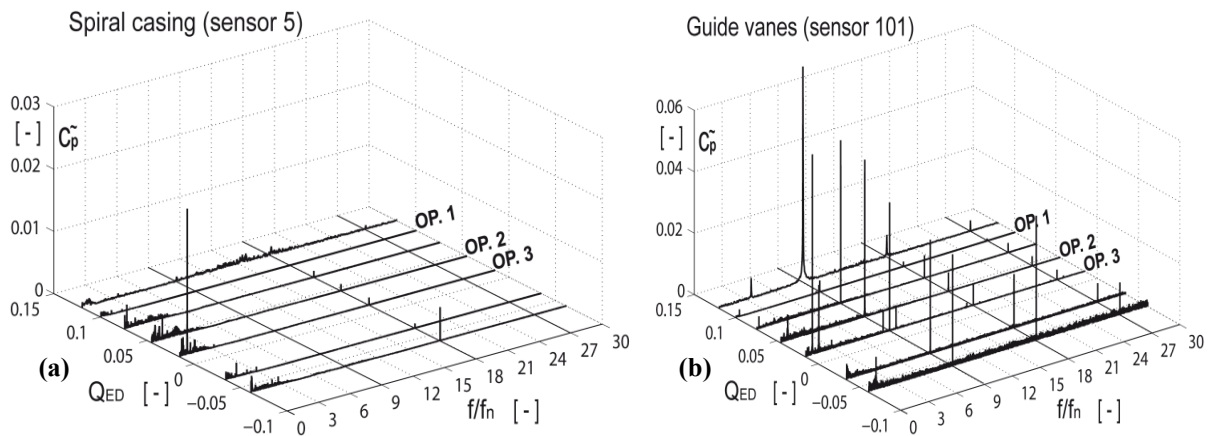 Spiral casing (sensor 5)
0.03
[ - ] C̃p
0.02
0.01
0
0.15
0.1
0.05
0
−0.05
−0.1
QED [ - ]
OP. 1
OP. 2
OP. 3
0 3 6 9 12 15 18 21 24 27 30
f/fn [ - ]
(a)
Guide vanes (sensor 101)
0.06
[ - ] C̃p
0.04
0.02
0
0.15
0.1
0.05
0
−0.05
−0.1
QED [ - ]
OP. 1
OP. 2
OP. 3
0 3 6 9 12 15 18 21 24 27 30
f/fn [ - ]
(b)